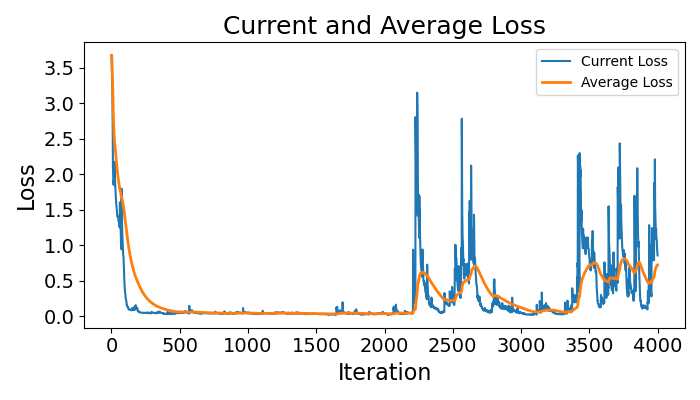 Current and Average Loss
Current Loss
Average Loss
Loss
3.5
3.0
2.5
2.0
1.5
1.0
0.5
0.0
0 500 1000 1500 2000 2500 3000 3500 4000
Iteration